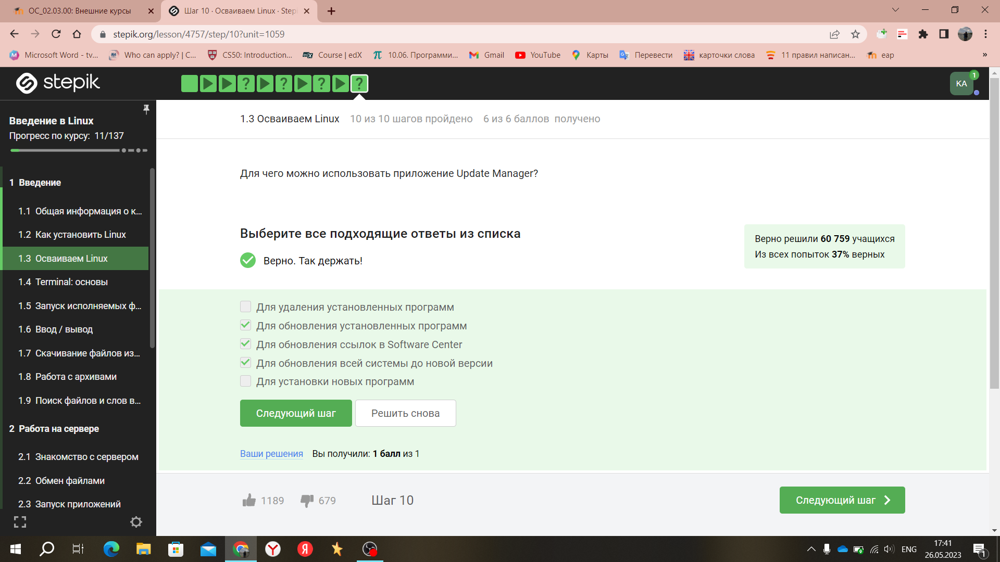 ОС_02.03.00: Внешние курсы
Шаг 10 · Осваиваем Linux · Step
stepik.org/lesson/4757/step/10?unit=1059
Microsoft Word - tv...
Who can apply? | C...
CS50: Introduction...
edX
Course | edX
10.06. Программи...
Gmail
YouTube
Карты
Перевести
карточки слова
11 правил написан...
еар
»
stepik
? ? ? ?
KA
1
Введение в Linux
Прогресс по курсу: 11/137
1 Введение
1.1 Общая информация о к...
1.2 Как установить Linux
1.3 Осваиваем Linux
1.4 Terminal: основы
1.5 Запуск исполняемых ф...
1.6 Ввод / вывод
1.7 Скачивание файлов из...
1.8 Работа с архивами
1.9 Поиск файлов и слов в...
2 Работа на сервере
2.1 Знакомство с сервером
2.2 Обмен файлами
2.3 Запуск приложений
1.3 Осваиваем Linux 10 из 10 шагов пройдено 6 из 6 баллов получено
Для чего можно использовать приложение Update Manager?
Выберите все подходящие ответы из списка
Верно. Так держать!
Верно решили 60 759 учащихся
Из всех попыток 37% верных
Для удаления установленных программ
Для обновления установленных программ
Для обновления ссылок в Software Center
Для обновления всей системы до новой версии
Для установки новых программ
Следующий шаг
Решить снова
Ваши решения Вы получили: 1 балл из 1
1189
679
Шаг 10
Следующий шаг
ENG
17:41
26.05.2023
1